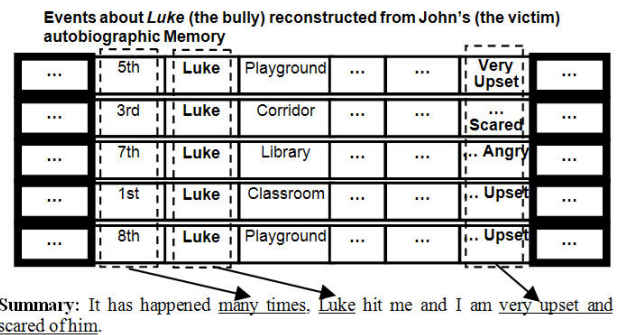 Events about Luke (the bully) reconstructed from John's (the victim)
autobiographic Memory
... 5th Luke Playground ... ... Very Upset ...
... 3rd Luke Corridor ... ... ... Scared ...
... 7th Luke Library ... ... .. Angry ...
... 1st Luke Classroom ... ... .. Upset ...
... 8th Luke Playground ... ... .. Upset ...
Summary: It has happened many times, Luke hit me and I am very upset and
scared of him.